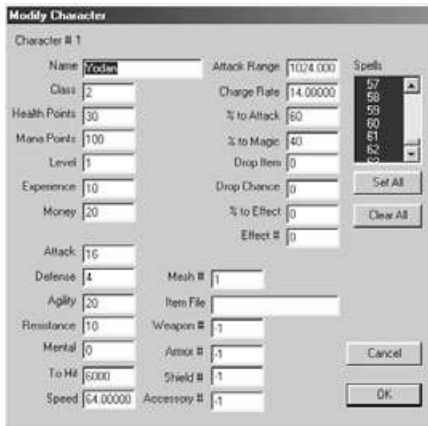 Modify Character
Character # 1
Name Yodan
Class 2
Health Points 30
Mana Points 100
Level 1
Experience 10
Money 20
Attack 16
Defense 4
Agility 20
Resistance 10
Mental 0
To Hit 6000
Speed 64.00000
Attack Range 1024.000
Charge Rate 14.00000
% to Attack 60
% to Magic 40
Drop Item 0
Drop Chance 0
% to Effect 0
Effect # 0
Mesh # 1
Item File
Weapon # -1
Armor # -1
Shield # -1
Accessory # -1
Spells
57
58
59
60
61
62
63
Set All
Clear All
Cancel
OK